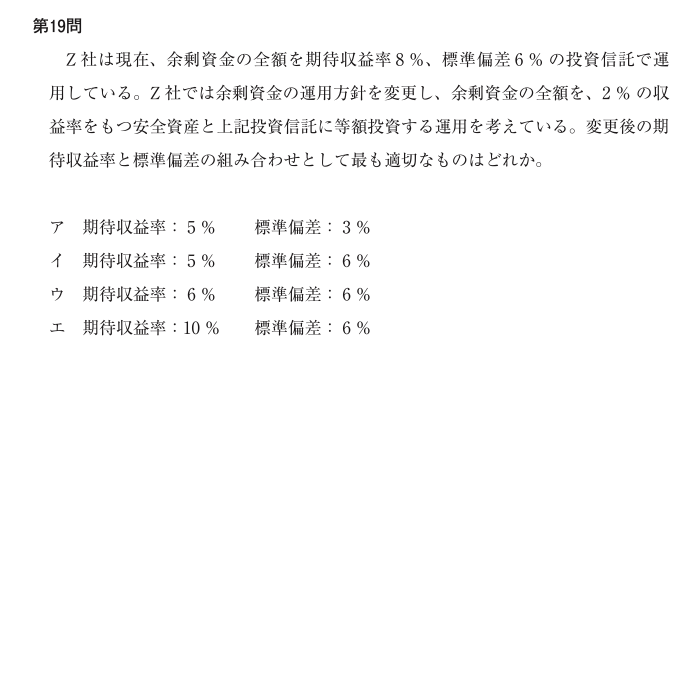 第19問
Z 社は現在、余剰資金の全額を期待収益率 8 %、標準偏差 6 % の投資信託で運
用している。Z 社では余剰資金の運用方針を変更し、余剰資金の全額を、2 % の収
益率をもつ安全資産と上記投資信託に等額投資する運用を考えている。変更後の期
待収益率と標準偏差の組み合わせとして最も適切なものはどれか。
ア 期待収益率：5 % 標準偏差：3 %
イ 期待収益率：5 % 標準偏差：6 %
ウ 期待収益率：6 % 標準偏差：6 %
エ 期待収益率：10 % 標準偏差：6 %